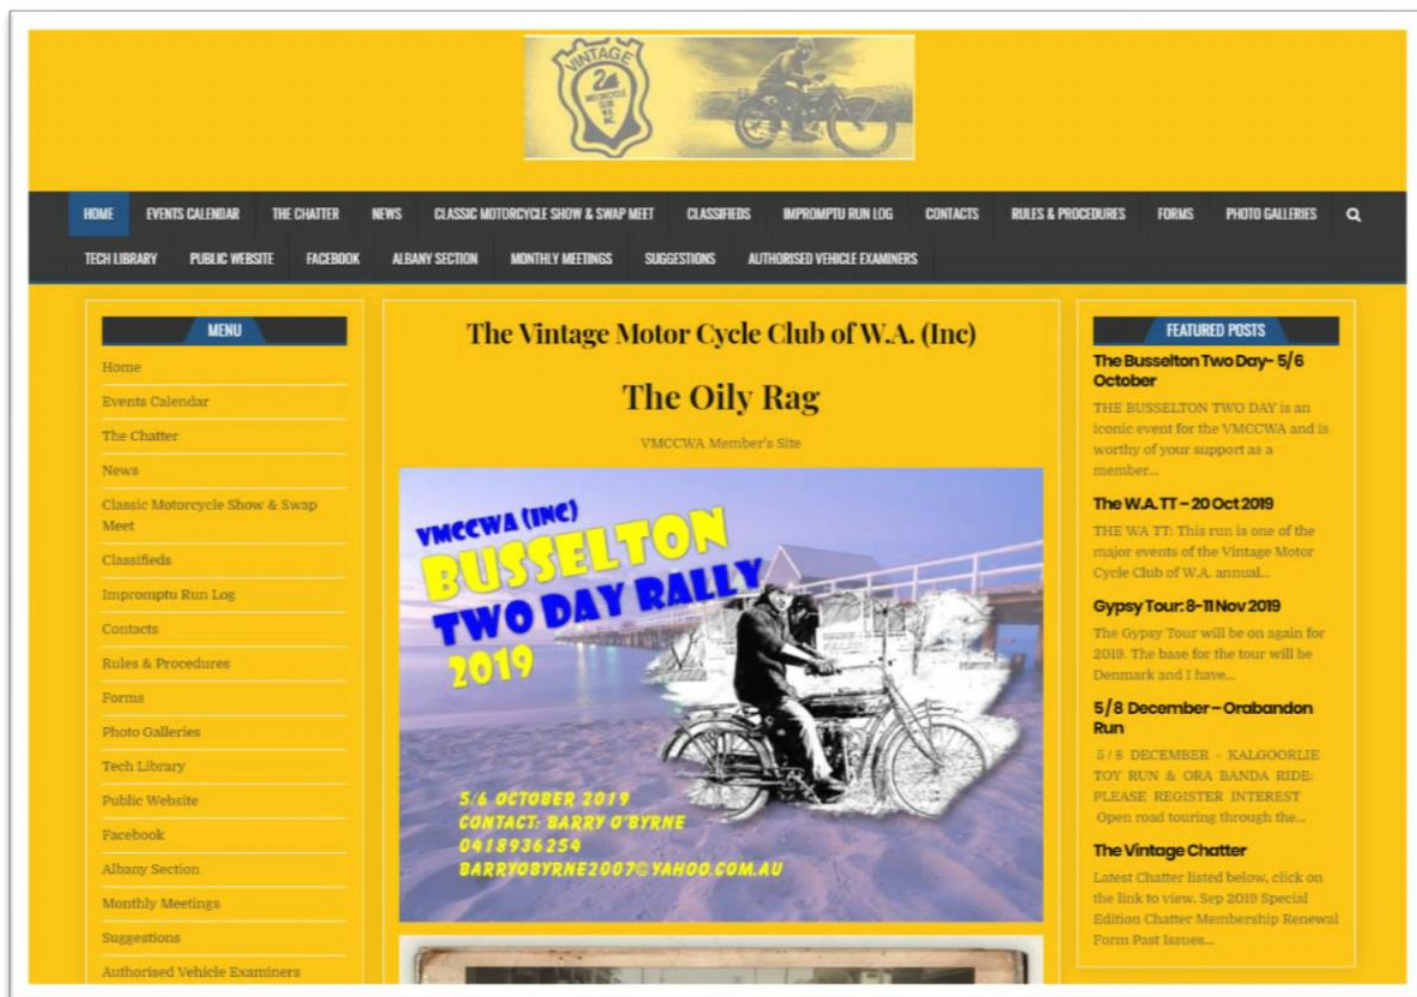 VINTAGE
MOTORCYCLE
CLUB
W.A.
INC.
HOME EVENTS CALENDAR THE CHATTER NEWS CLASSIC MOTORCYCLE SHOW & SWAP MEET CLASSIFIEDS IMPROMPTU RUN LOG CONTACTS RULES & PROCEDURES FORMS PHOTO GALLERIES
TECH LIBRARY PUBLIC WEBSITE FACEBOOK ALBANY SECTION MONTHLY MEETINGS SUGGESTIONS AUTHORISED VEHICLE EXAMINERS
MENU
Home
Events Calendar
The Chatter
News
Classic Motorcycle Show & Swap
Meet
Classifieds
Impromptu Run Log
Contacts
Rules & Procedures
Forms
Photo Galleries
Tech Library
Public Website
Facebook
Albany Section
Monthly Meetings
Suggestions
Authorised Vehicle Examiners
The Vintage Motor Cycle Club of W.A. (Inc)
The Oily Rag
VMCCWA Member's Site
VMCCWA (INC)
BUSSELTON
TWO DAY RALLY
2019
5/6 OCTOBER 2019
CONTACT: BARRY O'BYRNE
0418936254
BARRYOBYRNE2007@YAHOO.COM.AU
FEATURED POSTS
The Busselton Two Day- 5/6
October
THE BUSSELTON TWO DAY is an
iconic event for the VMCCWA and is
worthy of your support as a
member...
The W.A. TT – 20 Oct 2019
THE WA TT: This run is one of the
major events of the Vintage Motor
Cycle Club of W.A. annual...
Gypsy Tour: 8-11 Nov 2019
The Gypsy Tour will be on again for
2019. The base for the tour will be
Denmark and I have...
5/8 December – Orabandon
Run
5/8 DECEMBER - KALGOORLIE
TOY RUN & ORA BANDA RIDE:
PLEASE REGISTER INTEREST
Open road touring through the...
The Vintage Chatter
Latest Chatter listed below, click on
the link to view. Sep 2019 Special
Edition Chatter Membership Renewal
Form Past Issues...